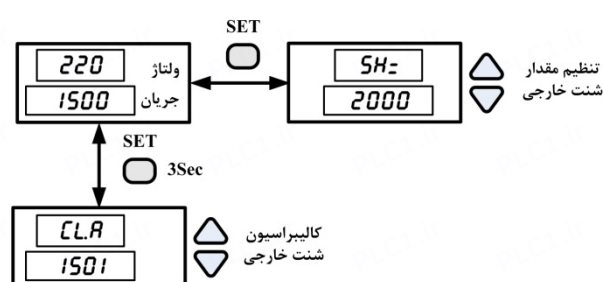 SET
220 ولتاژ
1500 جریان
SH=
2000
تنظیم مقدار
شنت خارجی
SET
3Sec
CL.A
1501
کالیبراسیون
شنت خارجی
PLC1.ir